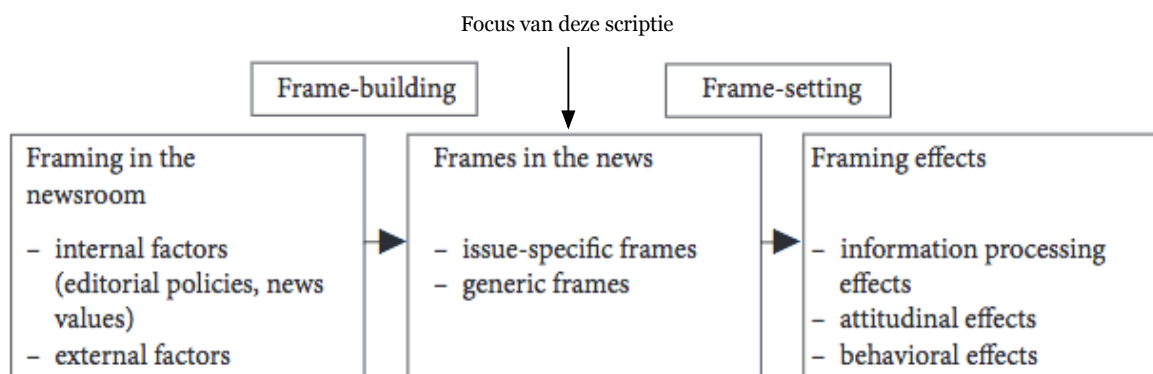 Focus van deze scriptie
Frame-building
Frame-setting
Framing in the
newsroom
– internal factors
(editorial policies, news
values)
– external factors
Frames in the news
– issue-specific frames
– generic frames
Framing effects
– information processing
effects
– attitudinal effects
– behavioral effects